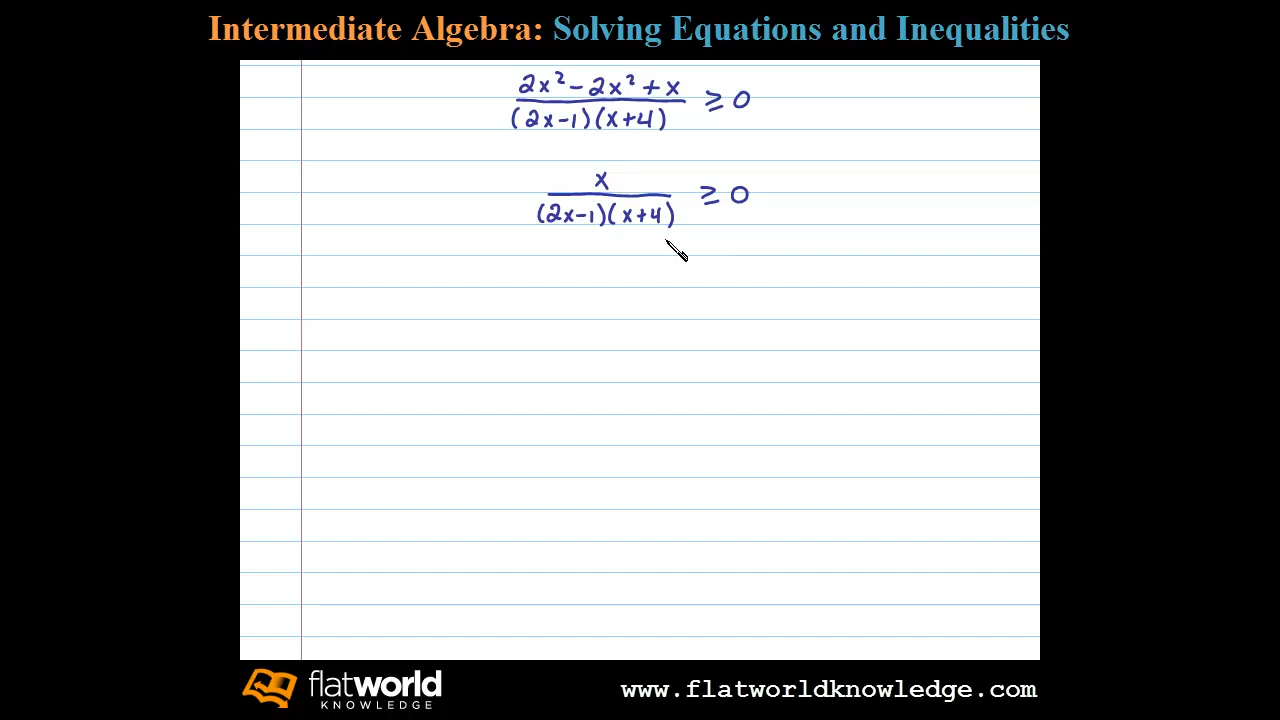 Intermediate Algebra: Solving Equations and Inequalities
2x² - 2x² + x
(2x-1)(x+4)
≥ 0
x
(2x-1)(x+4)
≥ 0
flatworld
KNOWLEDGE
www.flatworldknowledge.com